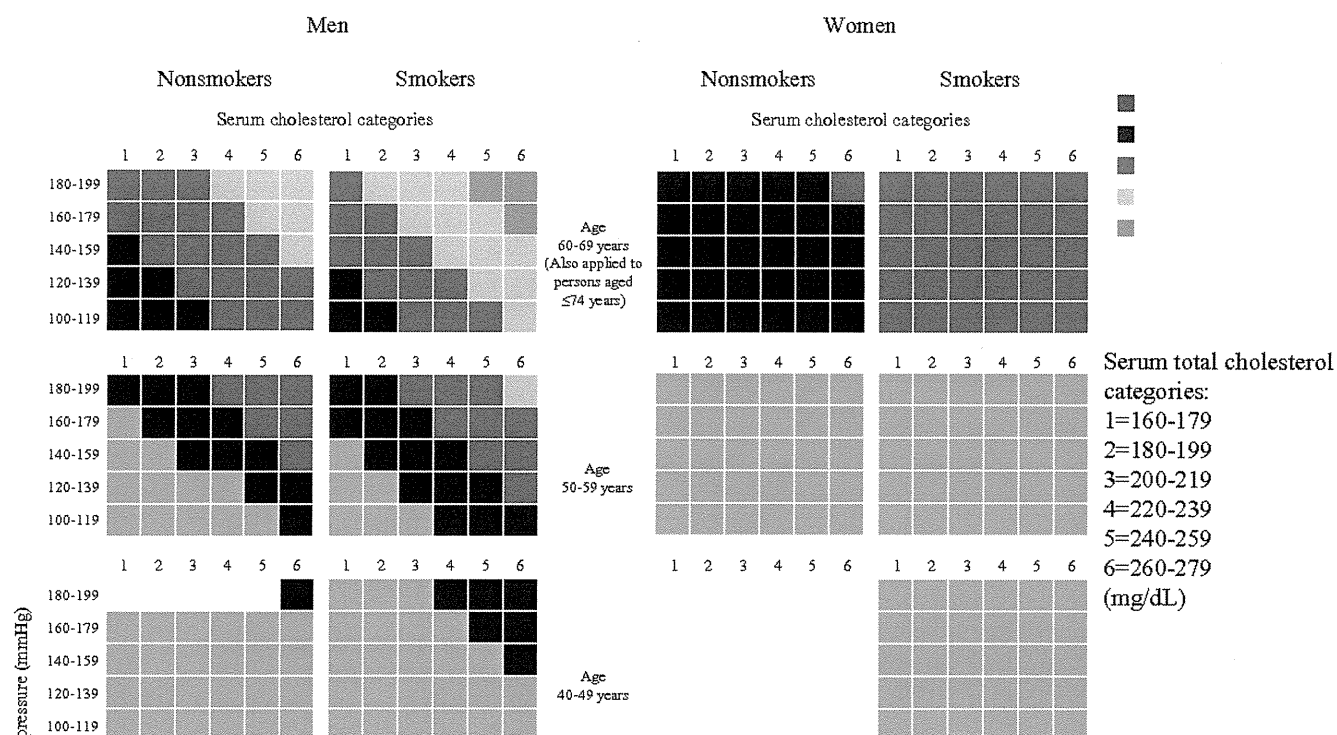 Men
Women
Nonsmokers
Smokers
Nonsmokers
Smokers
Serum cholesterol categories
Serum cholesterol categories
1 2 3 4 5 6
1 2 3 4 5 6
1 2 3 4 5 6
1 2 3 4 5 6
180-199
160-179
140-159
120-139
100-119
Age
60-69 years
(Also applied to
persons aged
≤74 years)
1 2 3 4 5 6
1 2 3 4 5 6
1 2 3 4 5 6
1 2 3 4 5 6
180-199
160-179
140-159
120-139
100-119
Age
50-59 years
1 2 3 4 5 6
1 2 3 4 5 6
1 2 3 4 5 6
1 2 3 4 5 6
180-199
160-179
140-159
120-139
100-119
Age
40-49 years
pressure (mmHg)
Serum total cholesterol
categories:
1=160-179
2=180-199
3=200-219
4=220-239
5=240-259
6=260-279
(mg/dL)